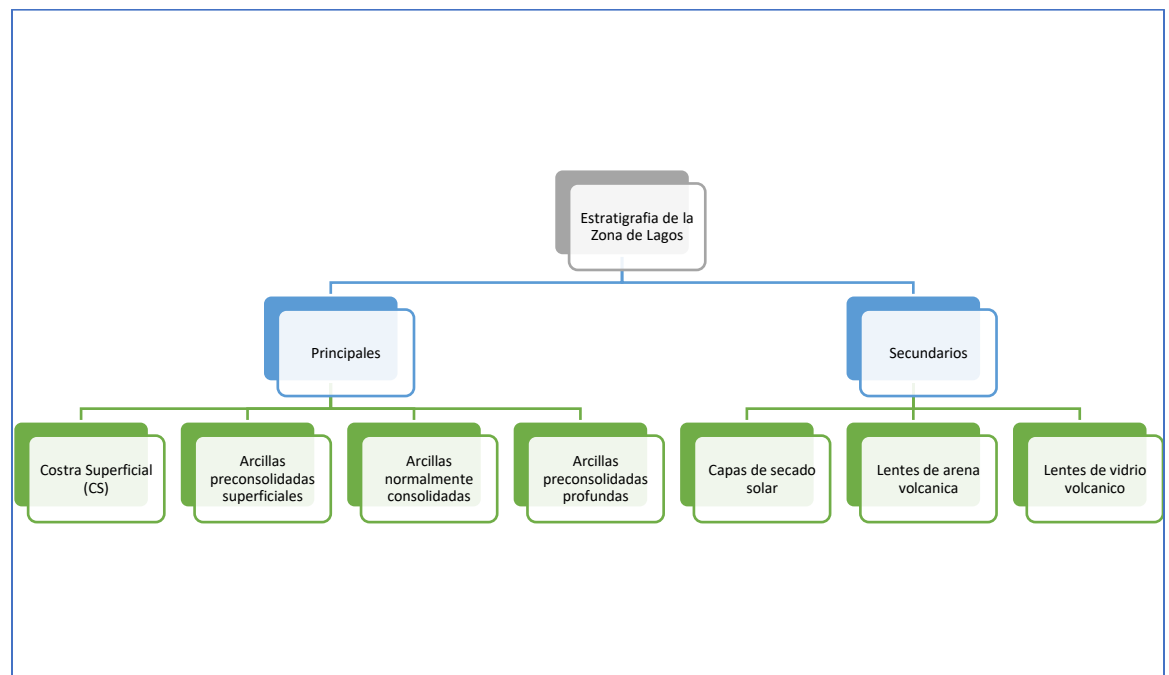 Estratigrafia de la
Zona de Lagos
Principales
Secundarios
Costra Superficial
(CS)
Arcillas
preconsolidadas
superficiales
Arcillas
normalmente
consolidadas
Arcillas
preconsolidadas
profundas
Capas de secado
solar
Lentes de arena
volcanica
Lentes de vidrio
volcanico